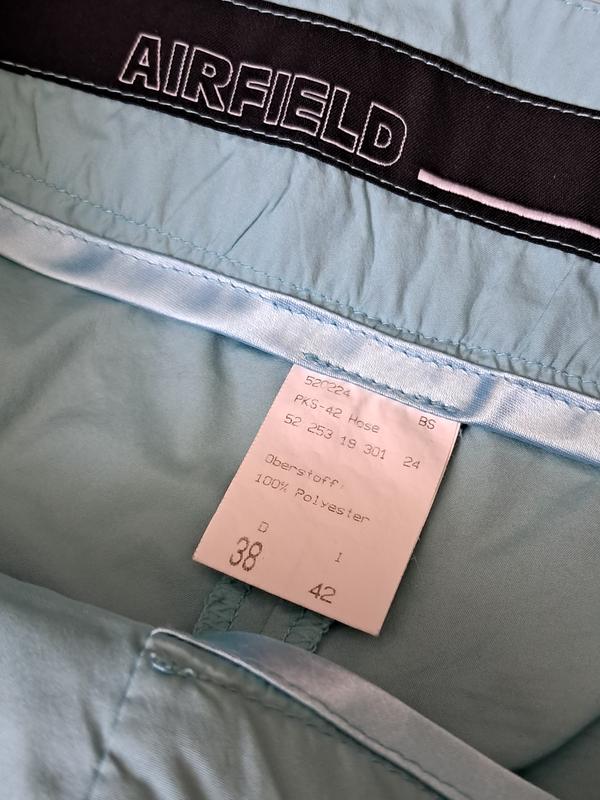 AIRFIELD
520224
PKS-42 Hose BS
52 253 19 301 24
Oberstoff:
100% Polyester
D I
38 42